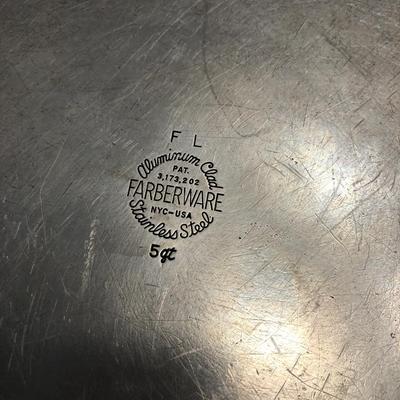 F L
Aluminum Clad
PAT.
3,173,202
FARBERWARE
NYC-USA
Stainless Steel
5qt